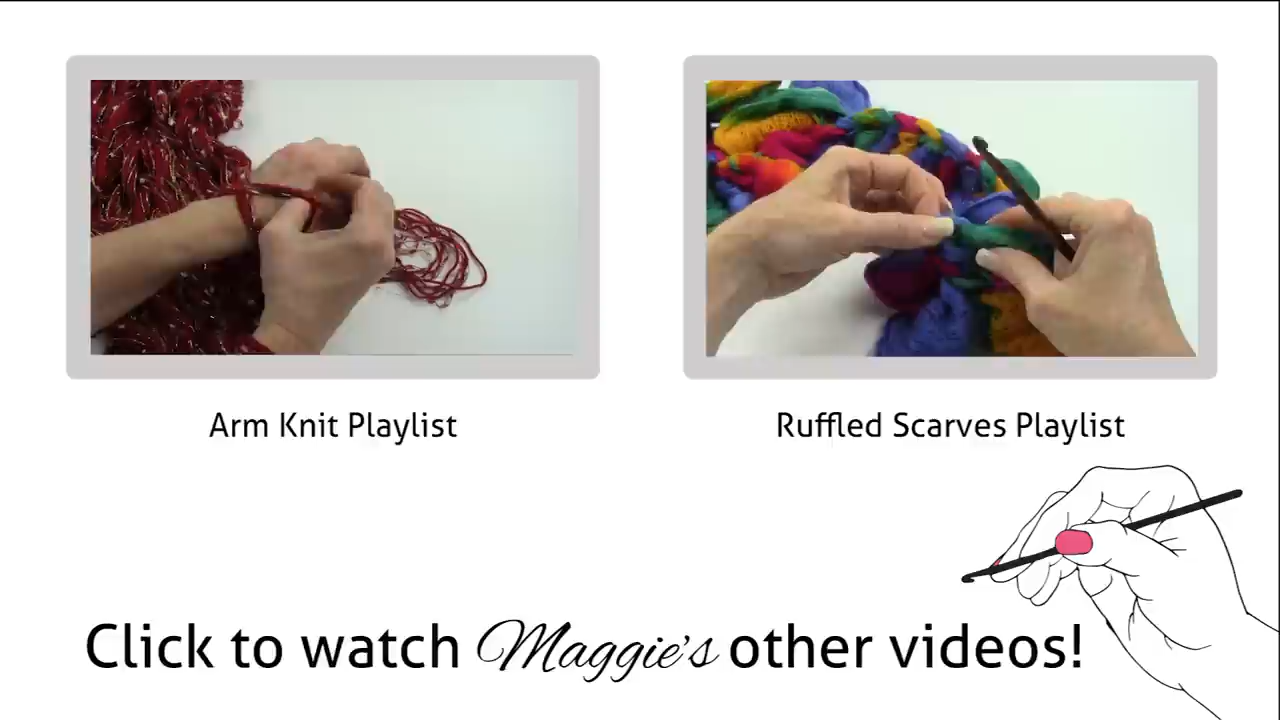 Arm Knit Playlist
Ruffled Scarves Playlist
Click to watch Maggie's other videos!